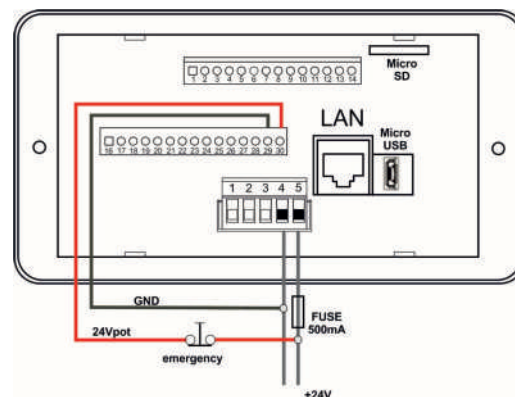 Micro
SD
1 2 3 4 5 6 7 8 9 10 11 12 13 14
LAN
Micro
USB
16 17 18 19 20 21 22 23 24 25 26 27 28 29 30
1 2 3 4 5
GND
FUSE
500mA
24Vpot
emergency
+24V